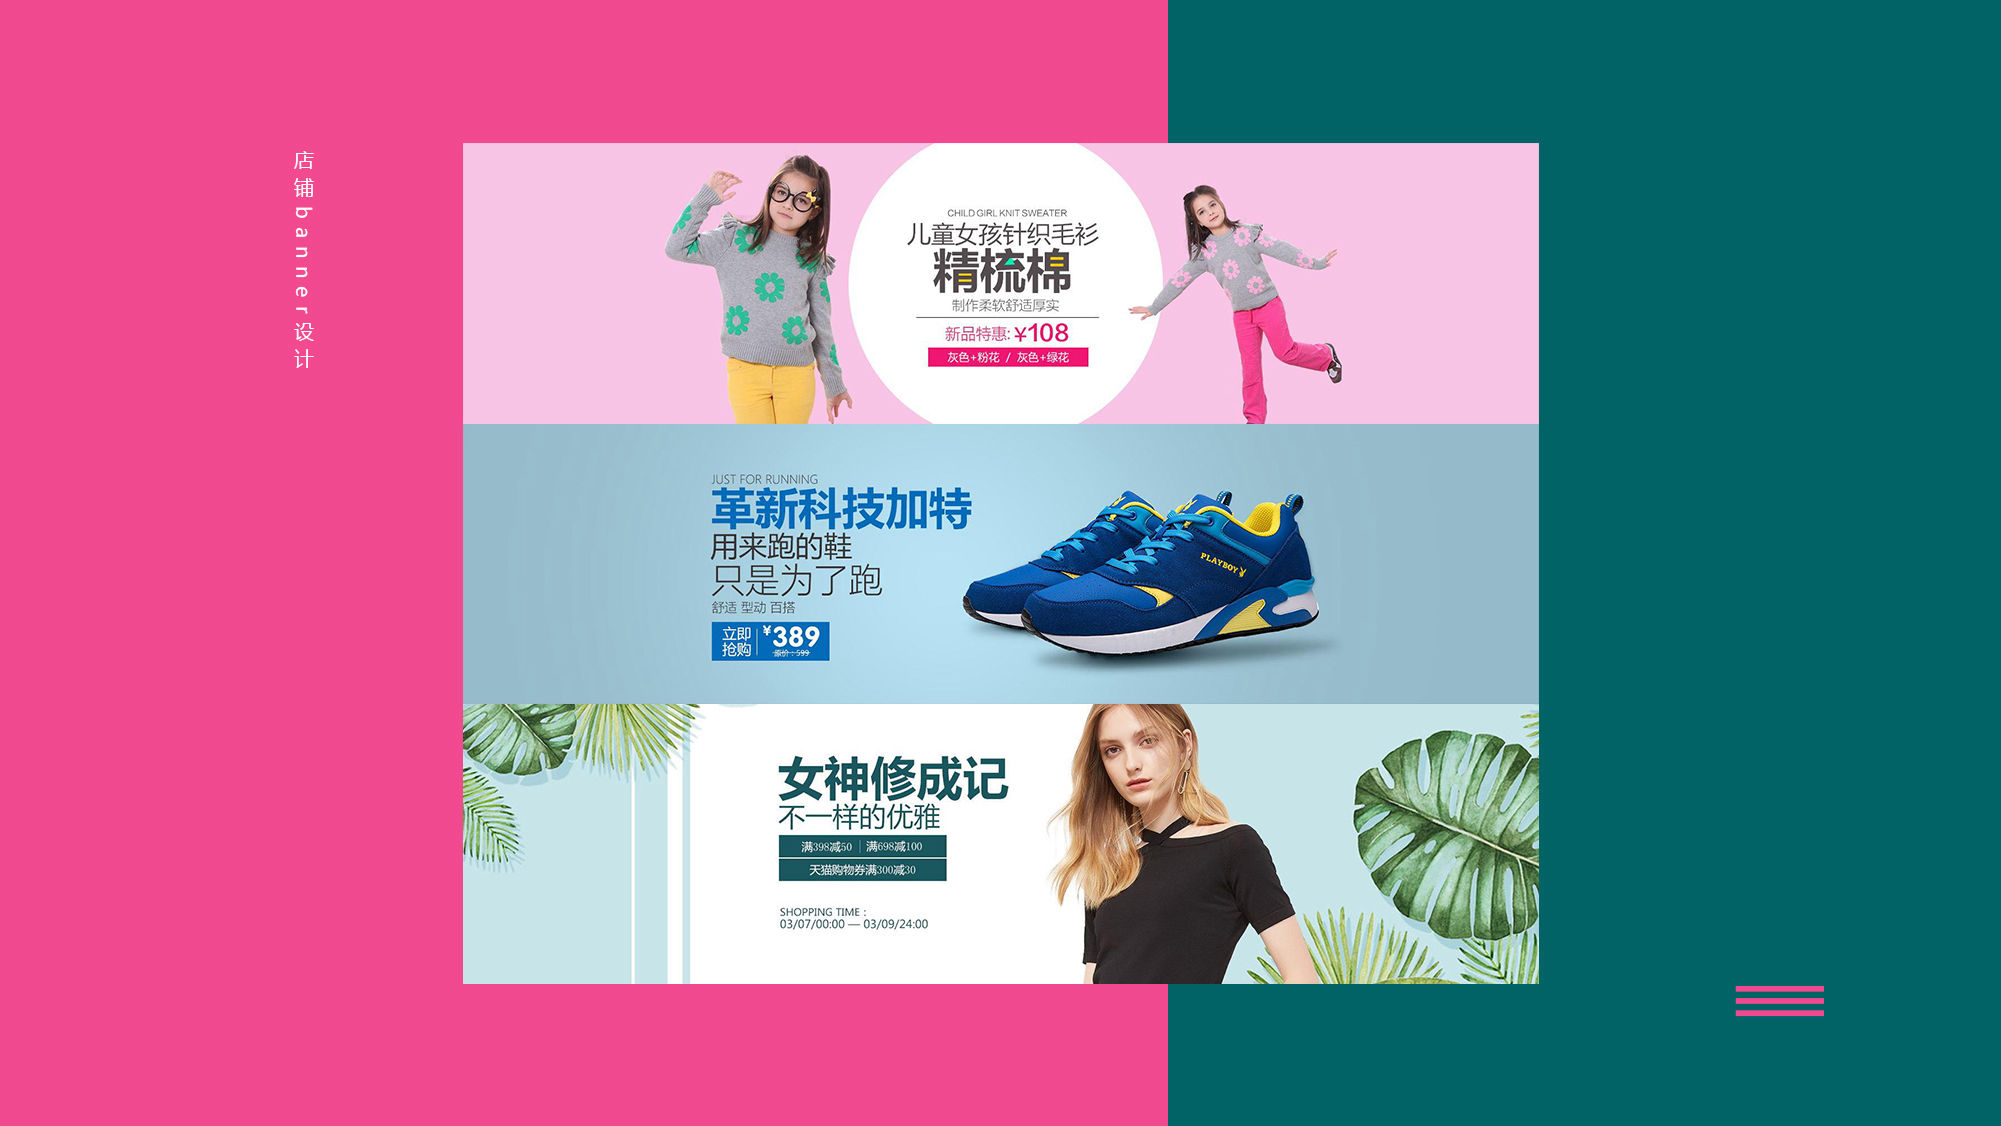 店铺banner设计
CHILD GIRL KNIT SWEATER
儿童女孩针织毛衫
精梳棉
制作柔软舒适厚实
新品特惠:¥108
灰色+粉花 / 灰色+绿花
JUST FOR RUNNING
革新科技加特
用来跑的鞋
只是为了跑
舒适 型动 百搭
立即抢购 ¥389
原价:599
PLAYBOY
女神修成记
不一样的优雅
满398减50 | 满698减100
天猫购物券满300减30
SHOPPING TIME :
03/07/00:00 — 03/09/24:00